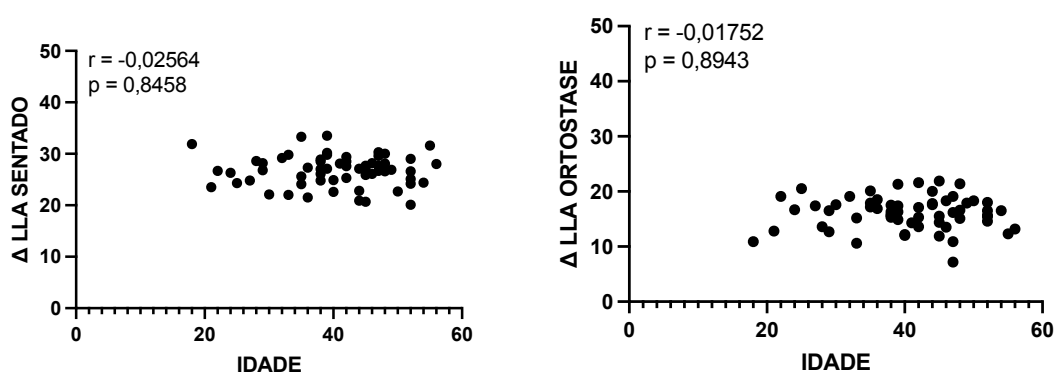 r = -0,02564
p = 0,8458
50
40
30
20
10
0
Δ LLA SENTADO
0 20 40 60
IDADE
r = -0,01752
p = 0,8943
50
40
30
20
10
0
Δ LLA ORTOSTASE
0 20 40 60
IDADE